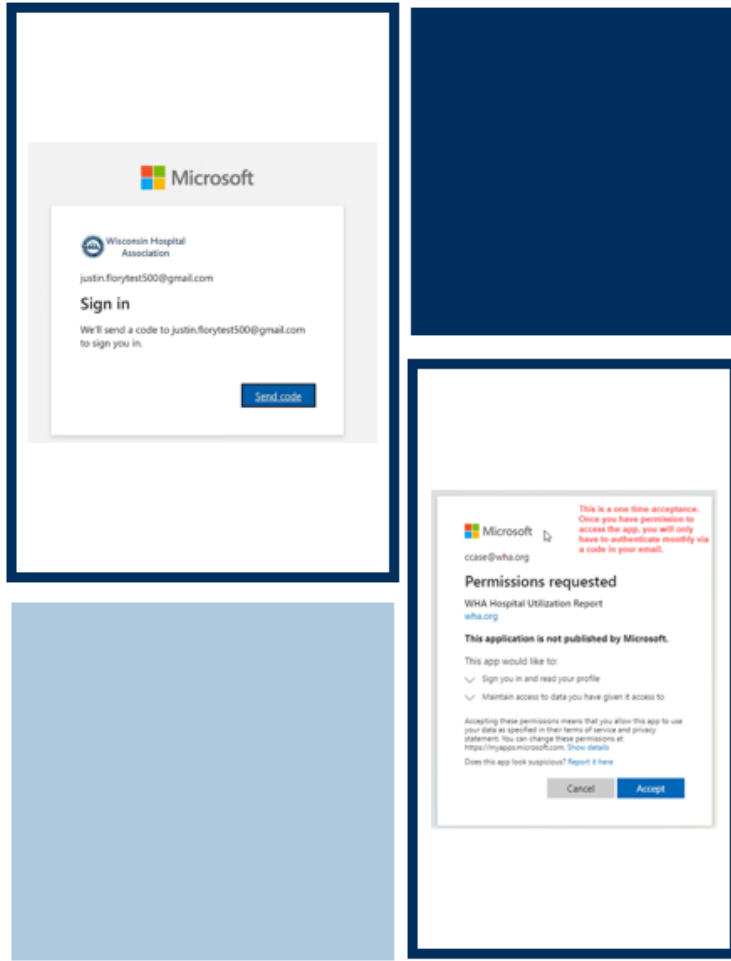 Microsoft
Wisconsin Hospital
Association
justin.florytest500@gmail.com
Sign in
We'll send a code to justin.florytest500@gmail.com
to sign you in.
Send code
This is a one time acceptance.
Once you have permission to
access the app, you will only
have to authenticate monthly via
a code in your email.
Microsoft
ccase@wha.org
Permissions requested
WHA Hospital Utilization Report
wha.org
This application is not published by Microsoft.
This app would like to:
Sign you in and read your profile
Maintain access to data you have given it access to
Accepting these permissions means that you allow this app to use
your data as specified in their terms of service and privacy
statement. You can change these permissions at
https://myapps.microsoft.com. Show details
Does this app look suspicious? Report it here
Cancel Accept